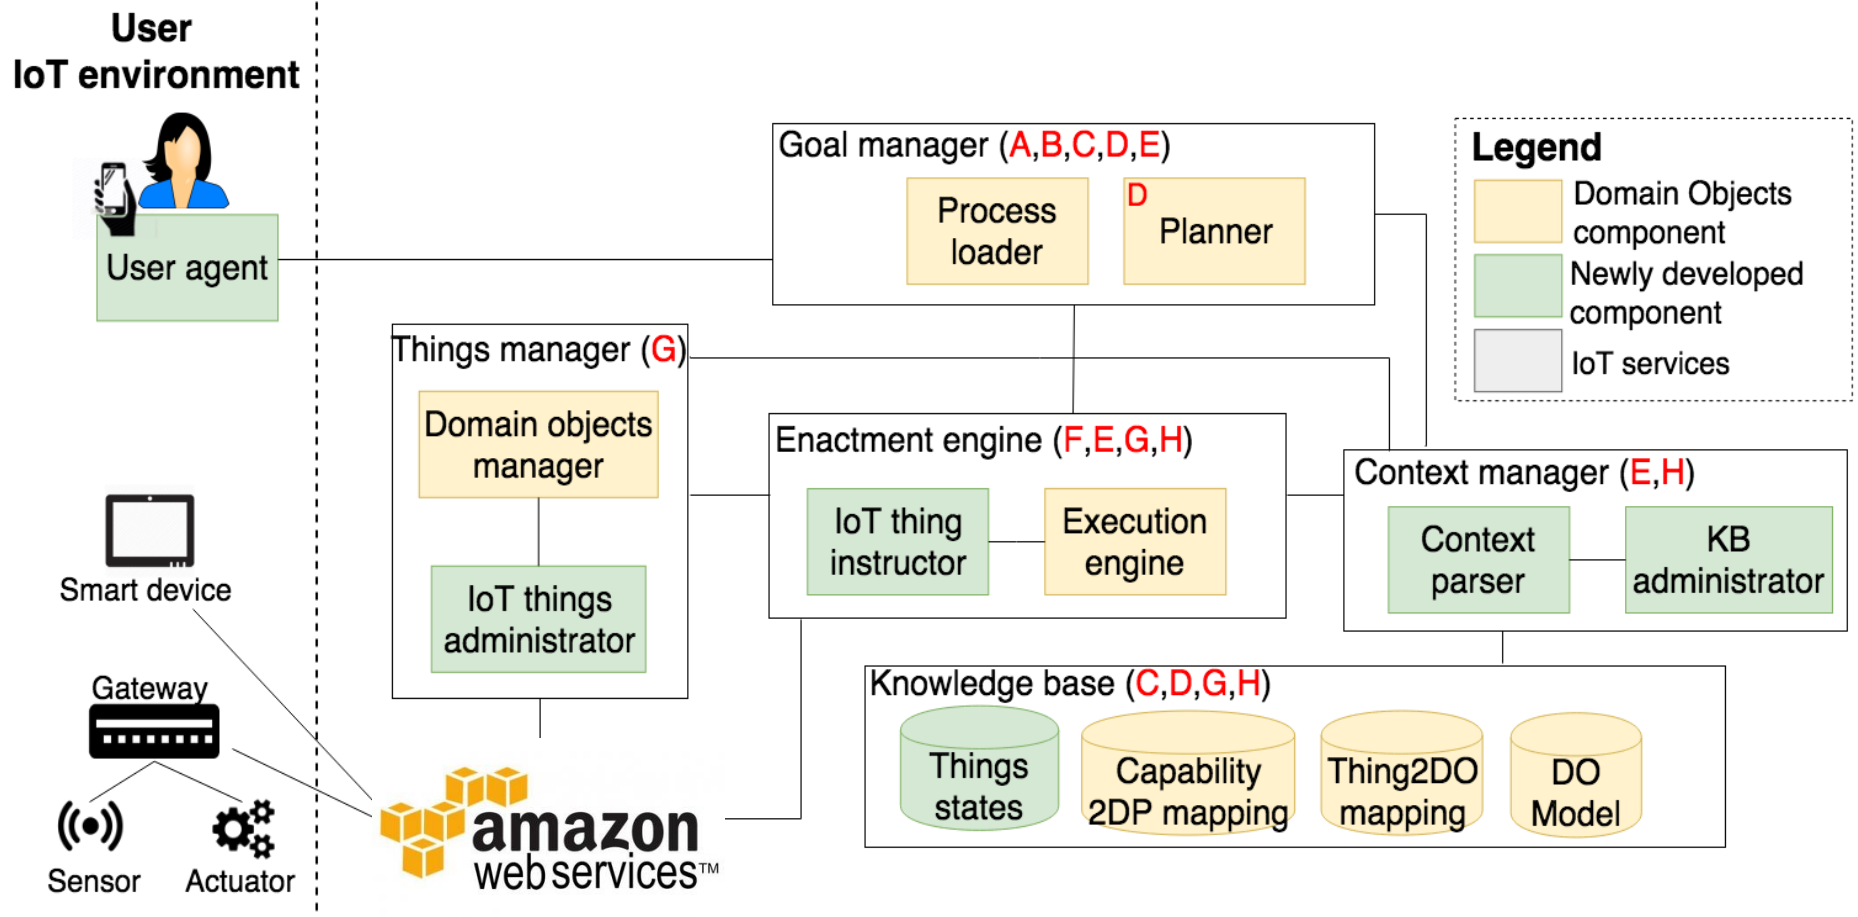 User
IoT environment
User agent
Smart device
Gateway
Sensor
Actuator
Goal manager (A,B,C,D,E)
Process
loader
D
Planner
Legend
Domain Objects
component
Newly developed
component
IoT services
Things manager (G)
Domain objects
manager
IoT things
administrator
Enactment engine (F,E,G,H)
IoT thing
instructor
Execution
engine
Context manager (E,H)
Context
parser
KB
administrator
Knowledge base (C,D,G,H)
Things
states
Capability
2DP mapping
Thing2DO
mapping
DO
Model
amazon
web services™